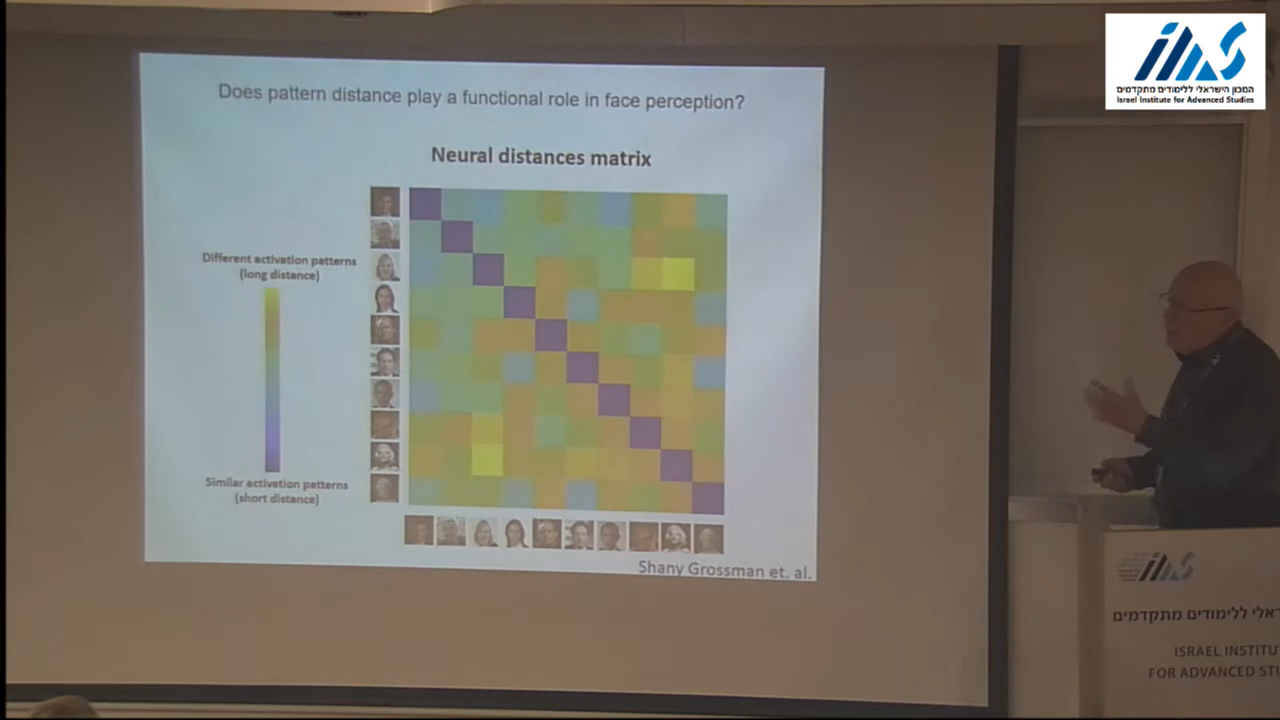 המכון הישראלי ללימודים מתקדמים
Israel Institute for Advanced Studies
Does pattern distance play a functional role in face perception?
Neural distances matrix
Different activation patterns
(long distance)
Similar activation patterns
(short distance)
Shany Grossman et. al.
אלי ללימודים מתקדמים
ISRAEL INSTITU
FOR ADVANCED STU